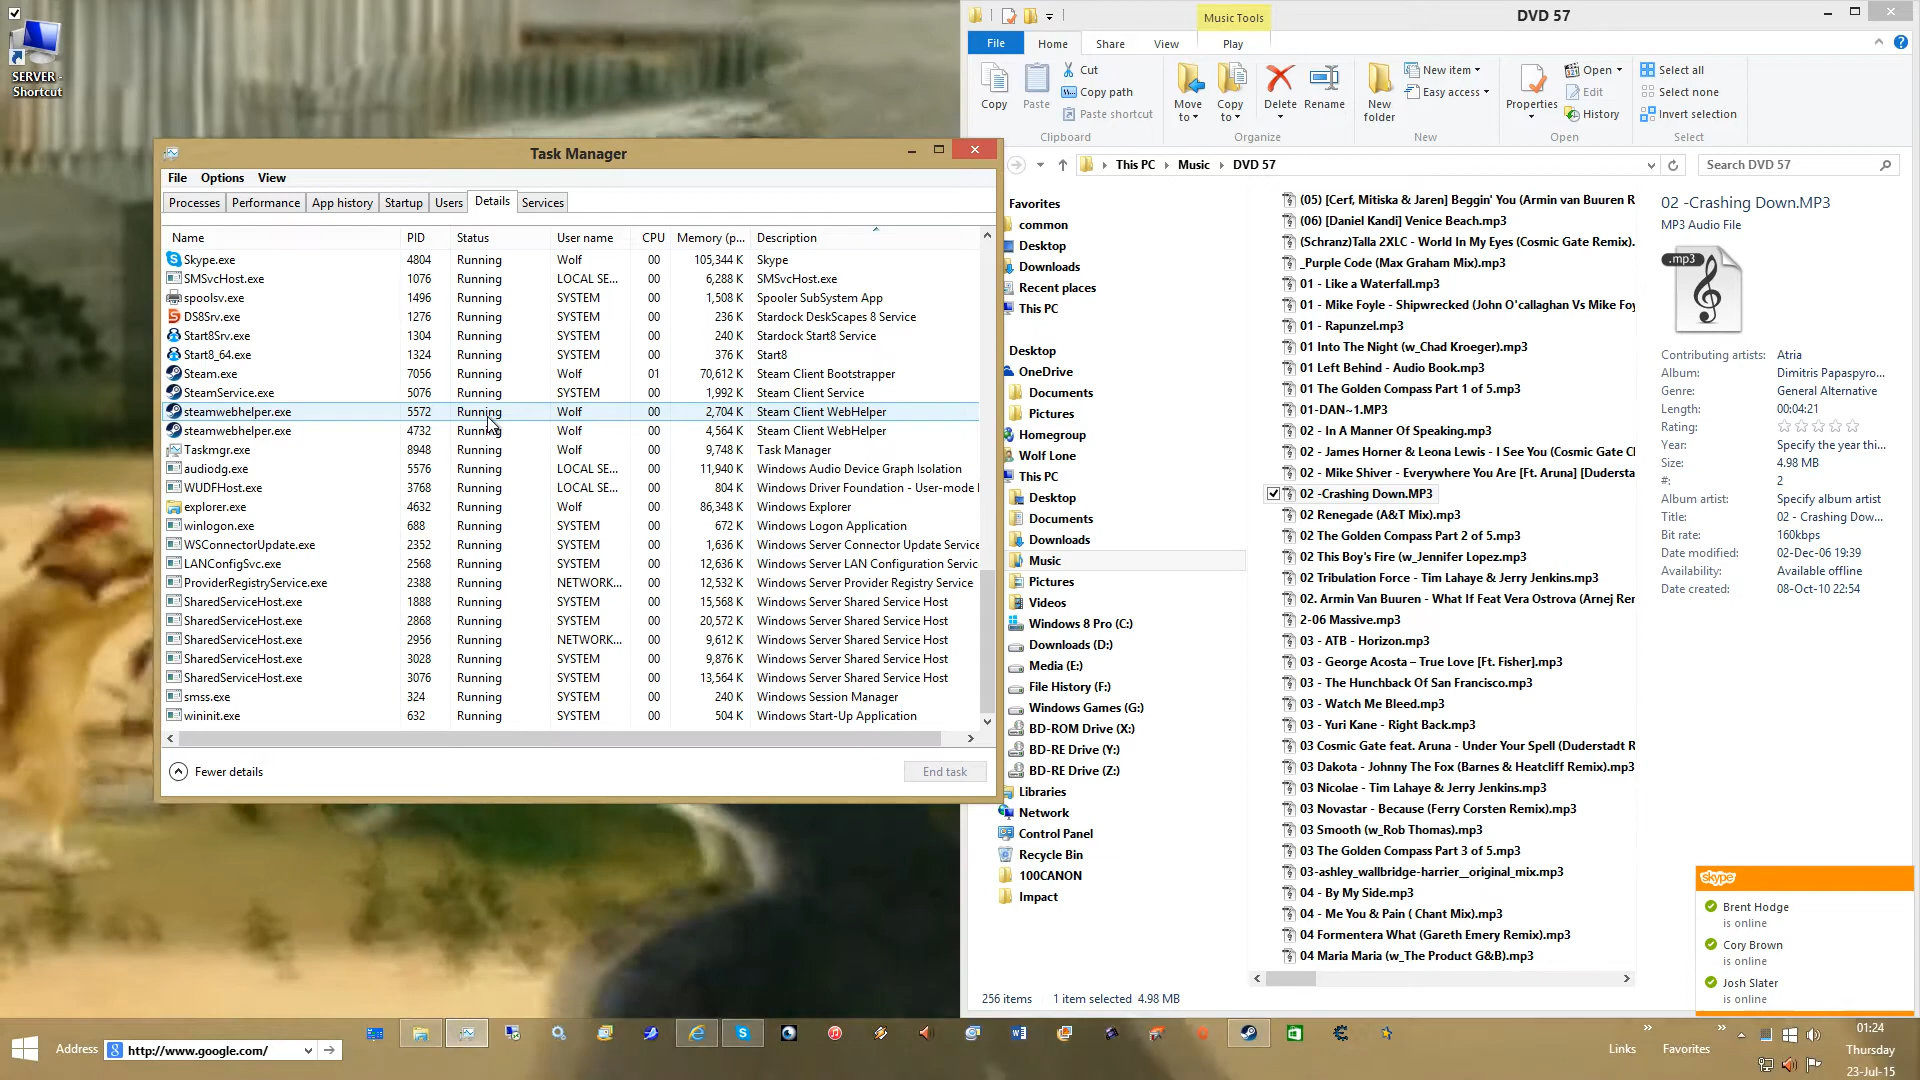 SERVER -
Shortcut
Task Manager
File Options View
Processes Performance App history Startup Users Details Services
Name PID Status User name CPU Memory (p... Description
Skype.exe 4804 Running Wolf 00 105,344 K Skype
SMSvcHost.exe 1076 Running LOCAL SE... 00 6,288 K SMSvcHost.exe
spoolsv.exe 1496 Running SYSTEM 00 1,508 K Spooler SubSystem App
DS8Srv.exe 1276 Running SYSTEM 00 236 K Stardock DeskScapes 8 Service
Start8Srv.exe 1304 Running SYSTEM 00 240 K Stardock Start8 Service
Start8_64.exe 1324 Running SYSTEM 00 376 K Start8
Steam.exe 7056 Running Wolf 01 70,612 K Steam Client Bootstrapper
SteamService.exe 5076 Running SYSTEM 00 1,992 K Steam Client Service
steamwebhelper.exe 5572 Running Wolf 00 2,704 K Steam Client WebHelper
steamwebhelper.exe 4732 Running Wolf 00 4,564 K Steam Client WebHelper
Taskmgr.exe 8948 Running Wolf 00 9,748 K Task Manager
audiodg.exe 5576 Running LOCAL SE... 00 11,940 K Windows Audio Device Graph Isolation
WUDFHost.exe 3768 Running LOCAL SE... 00 804 K Windows Driver Foundation - User-mode
explorer.exe 4632 Running Wolf 00 86,348 K Windows Explorer
winlogon.exe 688 Running SYSTEM 00 672 K Windows Logon Application
WSConnectorUpdate.exe 2352 Running SYSTEM 00 1,636 K Windows Server Connector Update Service
LANConfigSvc.exe 2568 Running SYSTEM 00 12,636 K Windows Server LAN Configuration Servic
ProviderRegistryService.exe 2388 Running NETWORK... 00 12,532 K Windows Server Provider Registry Service
SharedServiceHost.exe 1888 Running SYSTEM 00 15,568 K Windows Server Shared Service Host
SharedServiceHost.exe 2868 Running SYSTEM 00 20,572 K Windows Server Shared Service Host
SharedServiceHost.exe 2956 Running NETWORK... 00 9,612 K Windows Server Shared Service Host
SharedServiceHost.exe 3028 Running SYSTEM 00 9,876 K Windows Server Shared Service Host
SharedServiceHost.exe 3076 Running SYSTEM 00 13,564 K Windows Server Shared Service Host
smss.exe 324 Running SYSTEM 00 240 K Windows Session Manager
wininit.exe 632 Running SYSTEM 00 504 K Windows Start-Up Application
Fewer details End task
Music Tools DVD 57
File Home Share View Play
Copy Paste Cut
Copy path
Paste shortcut
Clipboard
Move to Copy to Delete Rename
Organize
New folder New item
Easy access
New
Properties Open
Edit
History
Open
Select all
Select none
Invert selection
Select
This PC Music DVD 57 Search DVD 57
Favorites
common
Desktop
Downloads
Recent places
This PC
Desktop
OneDrive
Documents
Pictures
Homegroup
Wolf Lone
This PC
Desktop
Documents
Downloads
Music
Pictures
Videos
Windows 8 Pro (C:)
Downloads (D:)
Media (E:)
File History (F:)
Windows Games (G:)
BD-ROM Drive (X:)
BD-RE Drive (Y:)
BD-RE Drive (Z:)
Libraries
Network
Control Panel
Recycle Bin
100CANON
Impact
(05) [Cerf, Mitiska & Jaren] Beggin' You (Armin van Buuren R
(06) [Daniel Kandi] Venice Beach.mp3
(Schranz)Talla 2XLC - World In My Eyes (Cosmic Gate Remix).
_Purple Code (Max Graham Mix).mp3
01 - Like a Waterfall.mp3
01 - Mike Foyle - Shipwrecked (John O'callaghan Vs Mike Foy
01 - Rapunzel.mp3
01 Into The Night (w_Chad Kroeger).mp3
01 Left Behind - Audio Book.mp3
01 The Golden Compass Part 1 of 5.mp3
01-DAN~1.MP3
02 - In A Manner Of Speaking.mp3
02 - James Horner & Leona Lewis - I See You (Cosmic Gate Cl
02 - Mike Shiver - Everywhere You Are [Ft. Aruna] [Dudersta
02 -Crashing Down.MP3
02 Renegade (A&T Mix).mp3
02 The Golden Compass Part 2 of 5.mp3
02 This Boy's Fire (w_Jennifer Lopez).mp3
02 Tribulation Force - Tim Lahaye & Jerry Jenkins.mp3
02. Armin Van Buuren - What If Feat Vera Ostrova (Arnej Rer
2-06 Massive.mp3
03 - ATB - Horizon.mp3
03 - George Acosta – True Love [Ft. Fisher].mp3
03 - The Hunchback Of San Francisco.mp3
03 - Watch Me Bleed.mp3
03 - Yuri Kane - Right Back.mp3
03 Cosmic Gate feat. Aruna - Under Your Spell (Duderstadt R
03 Dakota - Johnny The Fox (Barnes & Heatcliff Remix).mp3
03 Nicolae - Tim Lahaye & Jerry Jenkins.mp3
03 Novastar - Because (Ferry Corsten Remix).mp3
03 Smooth (w_Rob Thomas).mp3
03 The Golden Compass Part 3 of 5.mp3
03-ashley_wallbridge-harrier__original_mix.mp3
04 - By My Side.mp3
04 - Me You & Pain ( Chant Mix).mp3
04 Formentera What (Gareth Emery Remix).mp3
04 Maria Maria (w_The Product G&B).mp3
02 -Crashing Down.MP3
MP3 Audio File
.mp3
Contributing artists: Atria
Album: Dimitris Papaspyro...
Genre: General Alternative
Length: 00:04:21
Rating:
Year: Specify the year thi...
Size: 4.98 MB
#: 2
Album artist: Specify album artist
Title: 02 - Crashing Dow...
Bit rate: 160kbps
Date modified: 02-Dec-06 19:39
Availability: Available offline
Date created: 08-Oct-10 22:54
256 items 1 item selected 4.98 MB
skype
Brent Hodge
is online
Cory Brown
is online
Josh Slater
is online
Address http://www.google.com/
Links Favorites
01:24
Thursday
23-Jul-15